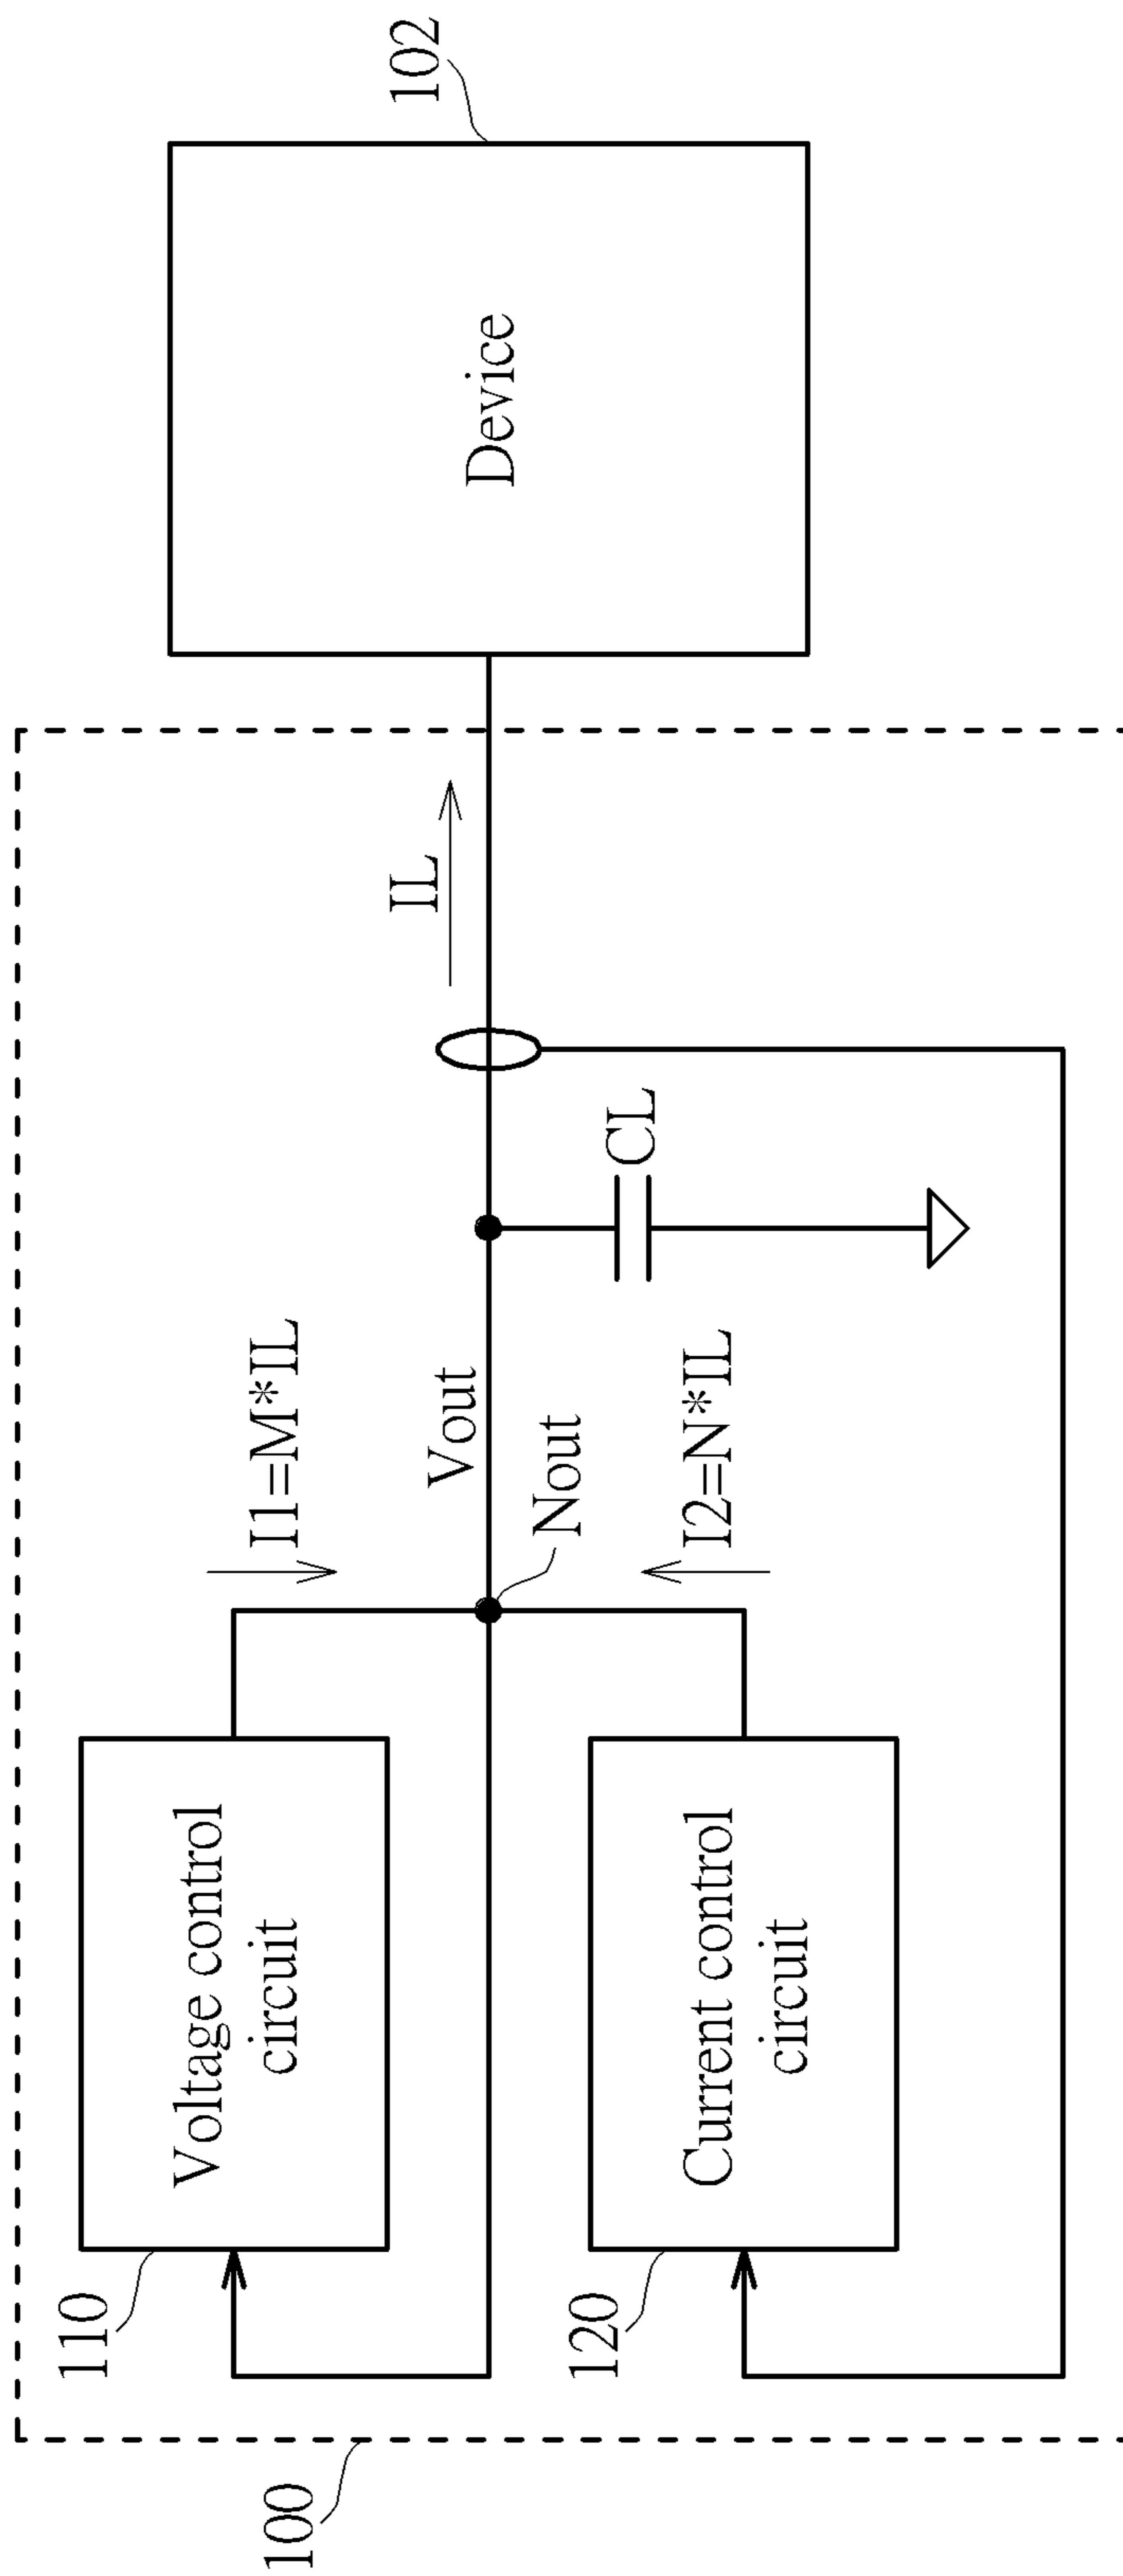 100
110
Voltage control
circuit
I1=M*IL
120
Current control
circuit
I2=N*IL
Vout
Nout
CL
IL
Device
102